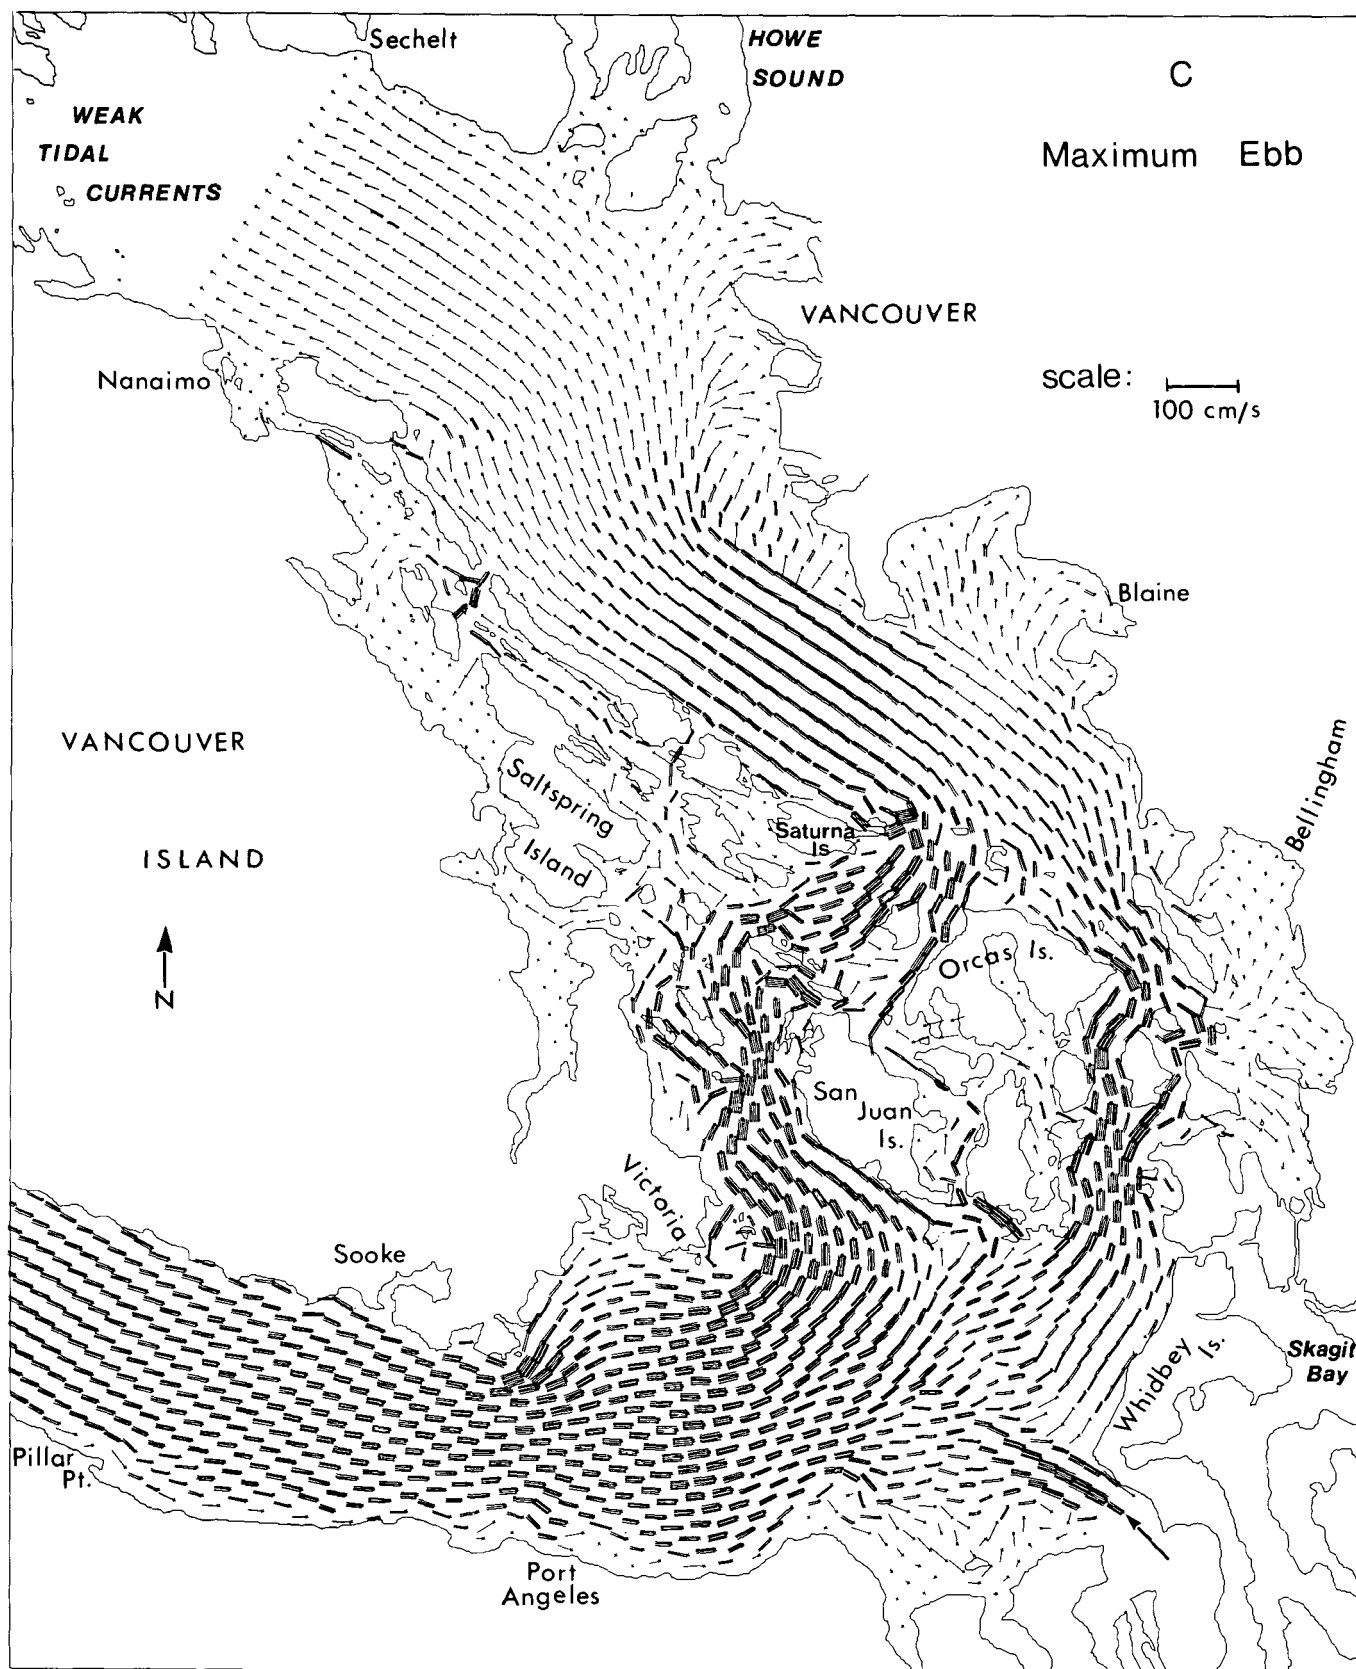 Sechelt
HOWE
SOUND
C
Maximum Ebb
WEAK
TIDAL
CURRENTS
VANCOUVER
scale:
100 cm/s
Nanaimo
Blaine
VANCOUVER
ISLAND
Saltspring
Island
Saturna
Is
Bellingham
N
Orcas Is.
San
Juan
Is.
Victoria
Sooke
Whidbey
Is.
Skagit
Bay
Pillar
Pt.
Port
Angeles